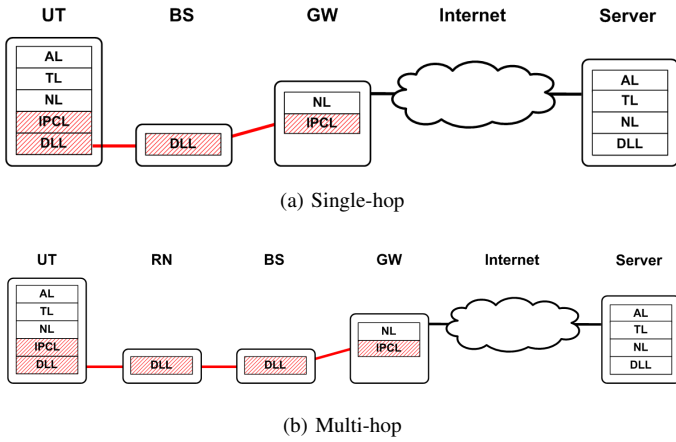 UT BS GW Internet Server
AL
TL
NL
IPCL
DLL
DLL
NL
IPCL
AL
TL
NL
DLL
(a) Single-hop
UT RN BS GW Internet Server
AL
TL
NL
IPCL
DLL
DLL
DLL
NL
IPCL
AL
TL
NL
DLL
(b) Multi-hop